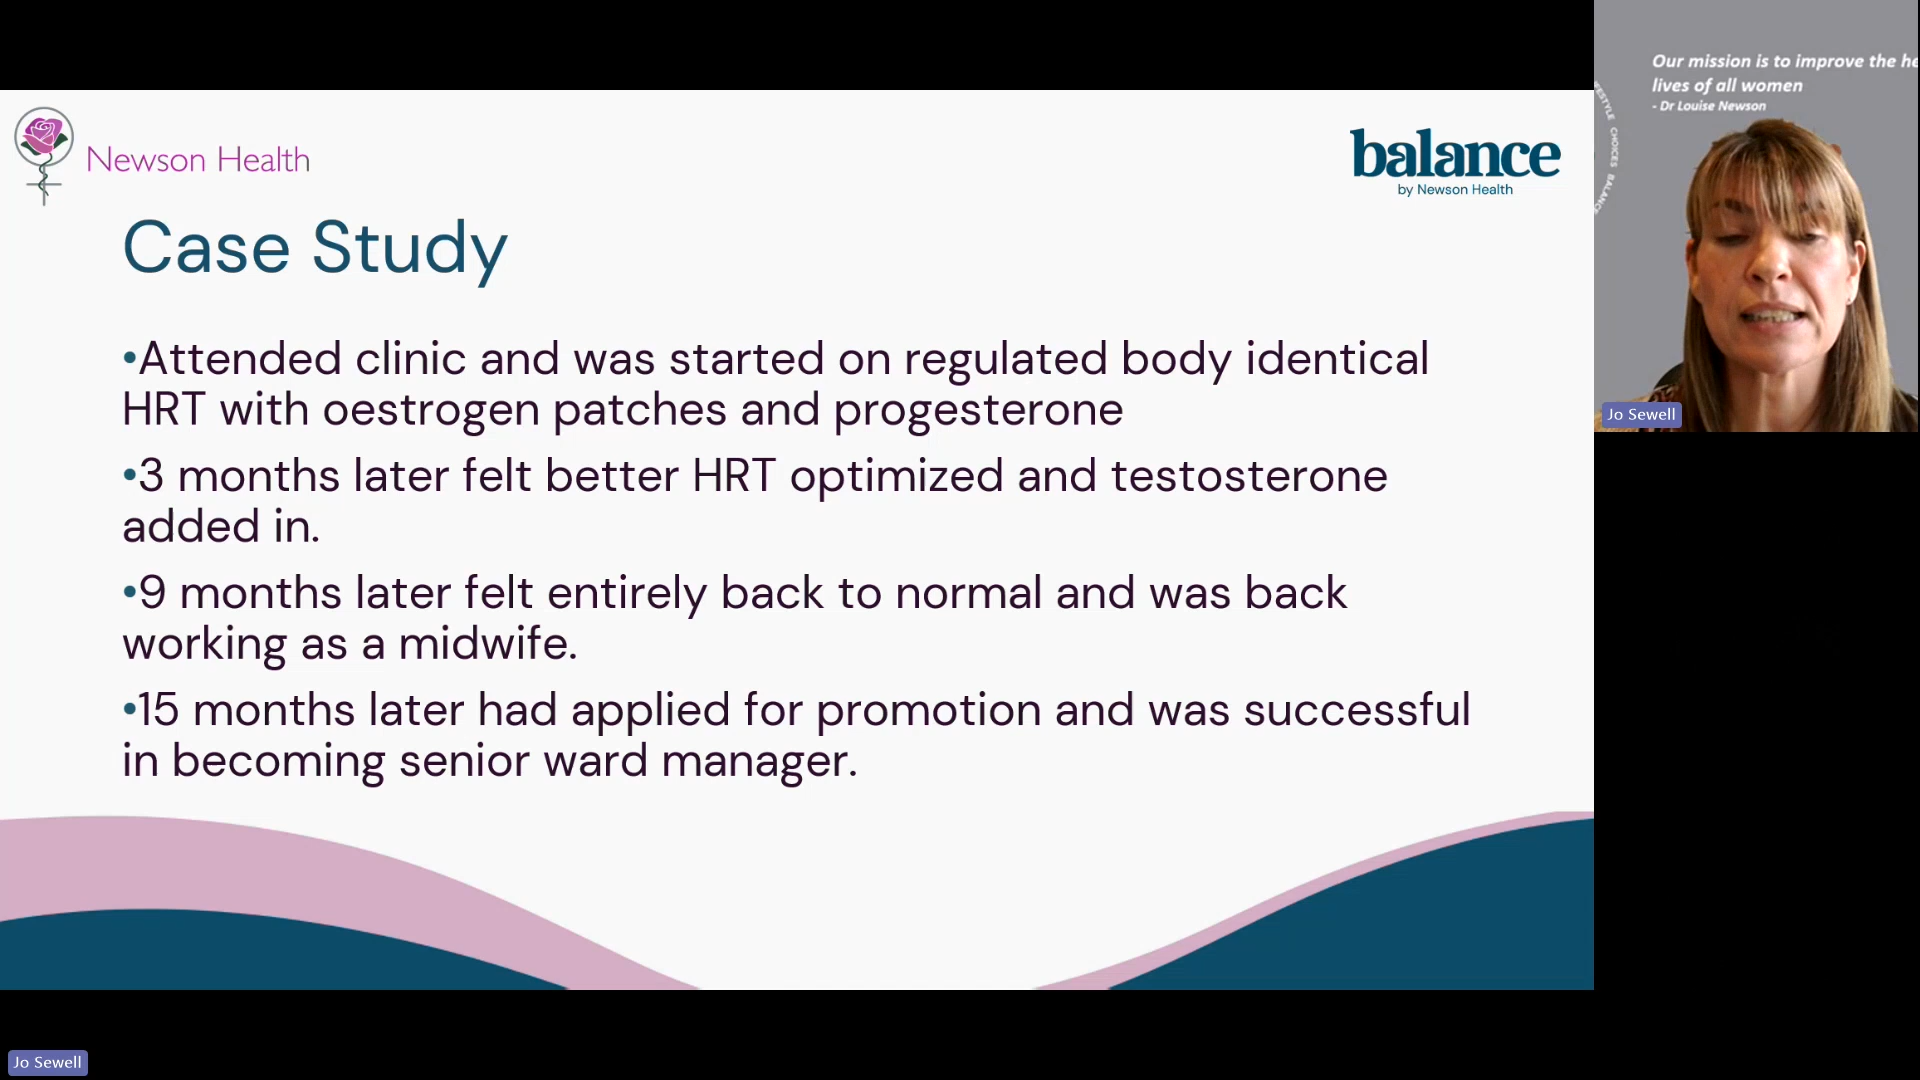 Newson Health
balance
by Newson Health
Case Study
•Attended clinic and was started on regulated body identical
HRT with oestrogen patches and progesterone
•3 months later felt better HRT optimized and testosterone
added in.
•9 months later felt entirely back to normal and was back
working as a midwife.
•15 months later had applied for promotion and was successful
in becoming senior ward manager.
Our mission is to improve the he
lives of all women
- Dr Louise Newson
CHOICES BALANCE
Jo Sewell
Jo Sewell